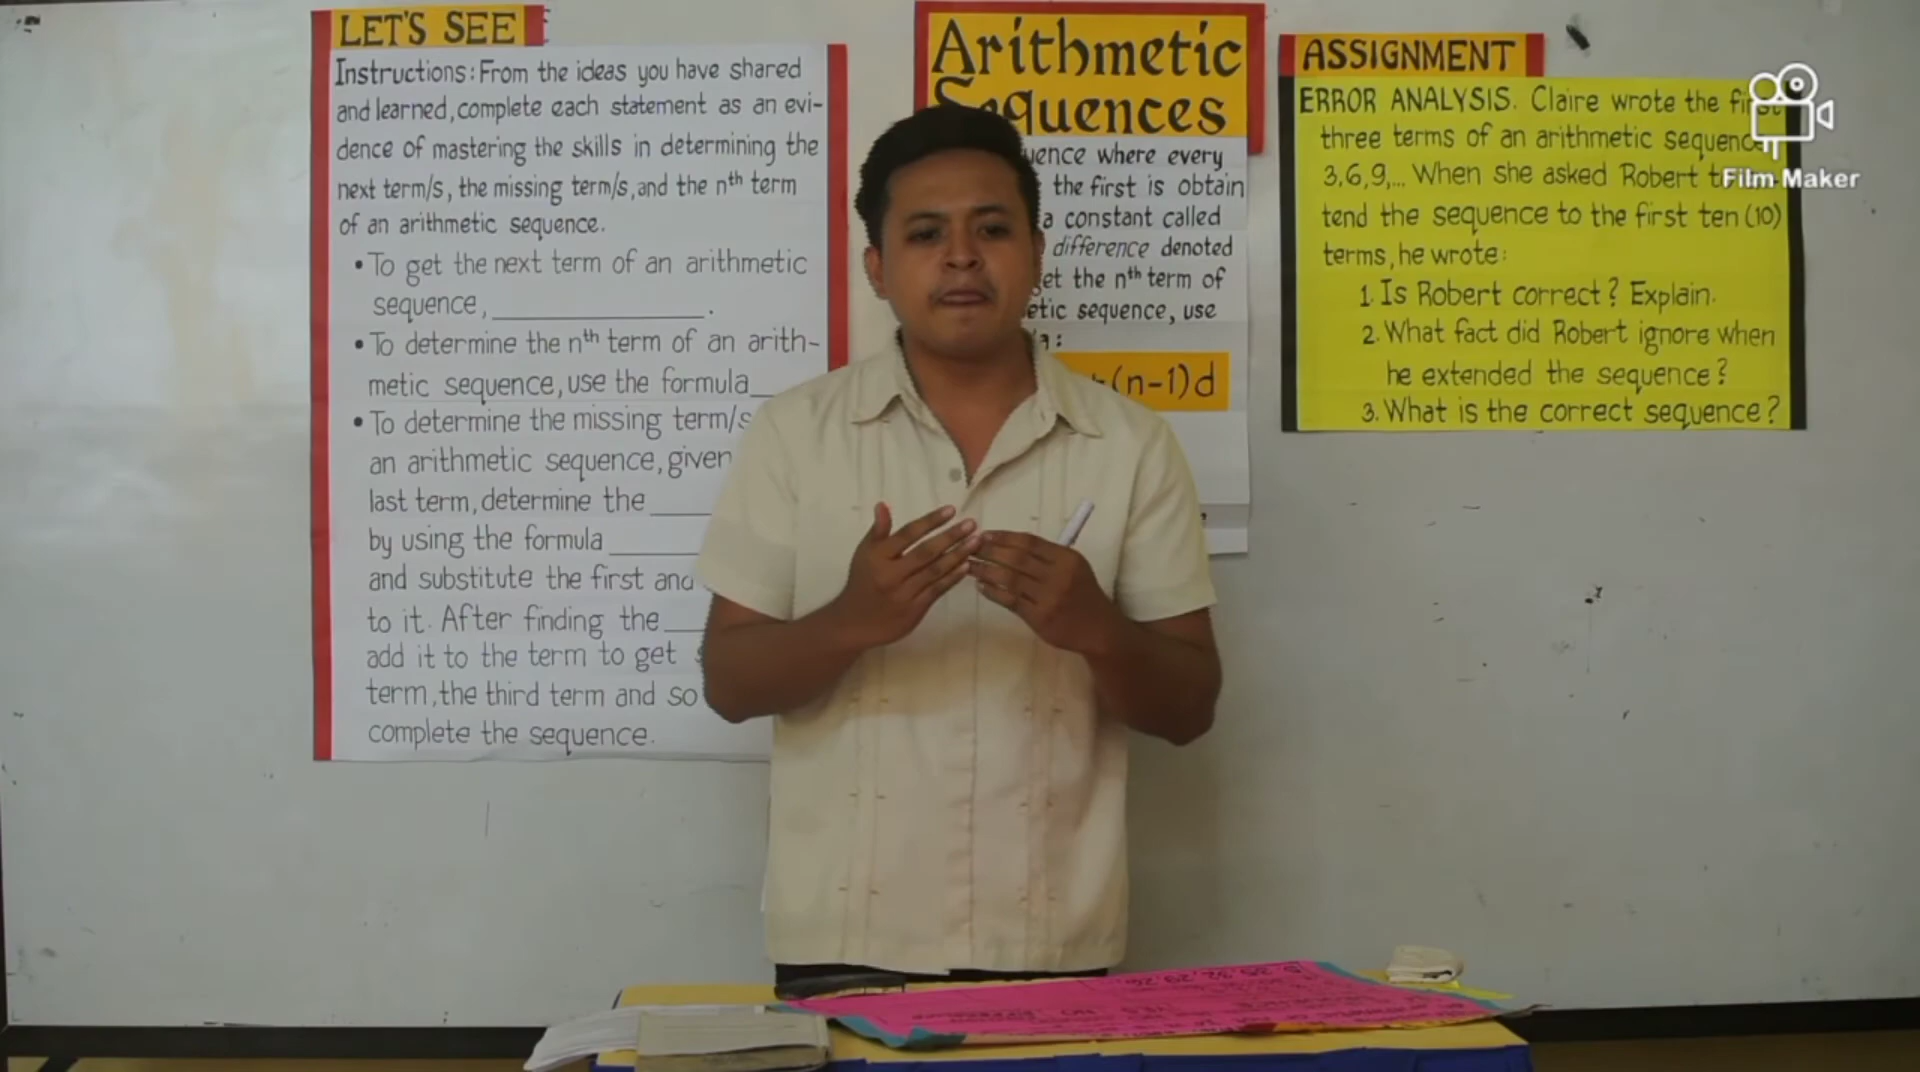 LET'S SEE
Instructions: From the ideas you have shared
and learned, complete each statement as an evi-
dence of mastering the skills in determining the
next term/s, the missing term/s, and the nth term
of an arithmetic sequence.
• To get the next term of an arithmetic
sequence, ____________.
• To determine the nth term of an arith-
metic sequence, use the formula __
• To determine the missing term/s
an arithmetic sequence, given
last term, determine the ____
by using the formula _____
and substitute the first and
to it. After finding the ___
add it to the term to get
term, the third term and so
complete the sequence.
Arithmetic
Sequences
where every
the first is obtain
a constant called
difference denoted
the nth term of
sequence, use
(n-1)d
ASSIGNMENT
ERROR ANALYSIS. Claire wrote the first
three terms of an arithmetic sequence
3,6,9,... When she asked Robert
tend the sequence to the first ten (10)
terms, he wrote:
1. Is Robert correct? Explain.
2. What fact did Robert ignore when
he extended the sequence?
3. What is the correct sequence?
Film Maker